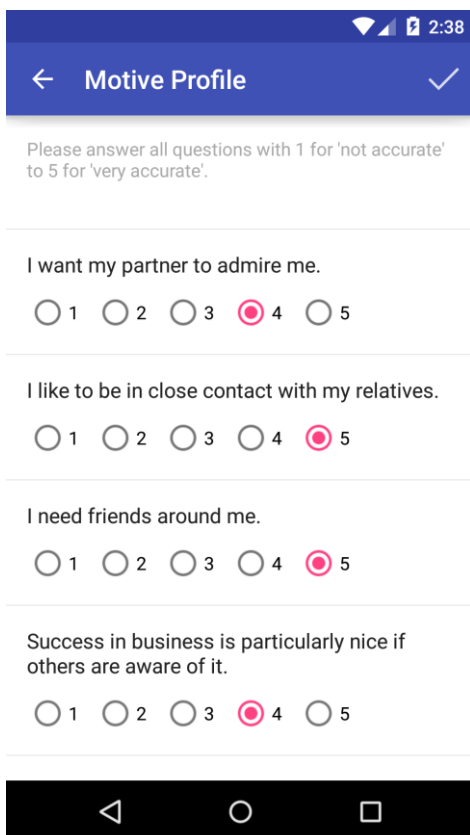 2:38
Motive Profile
Please answer all questions with 1 for 'not accurate'
to 5 for 'very accurate'.
I want my partner to admire me.
1 2 3 4 5
I like to be in close contact with my relatives.
1 2 3 4 5
I need friends around me.
1 2 3 4 5
Success in business is particularly nice if
others are aware of it.
1 2 3 4 5